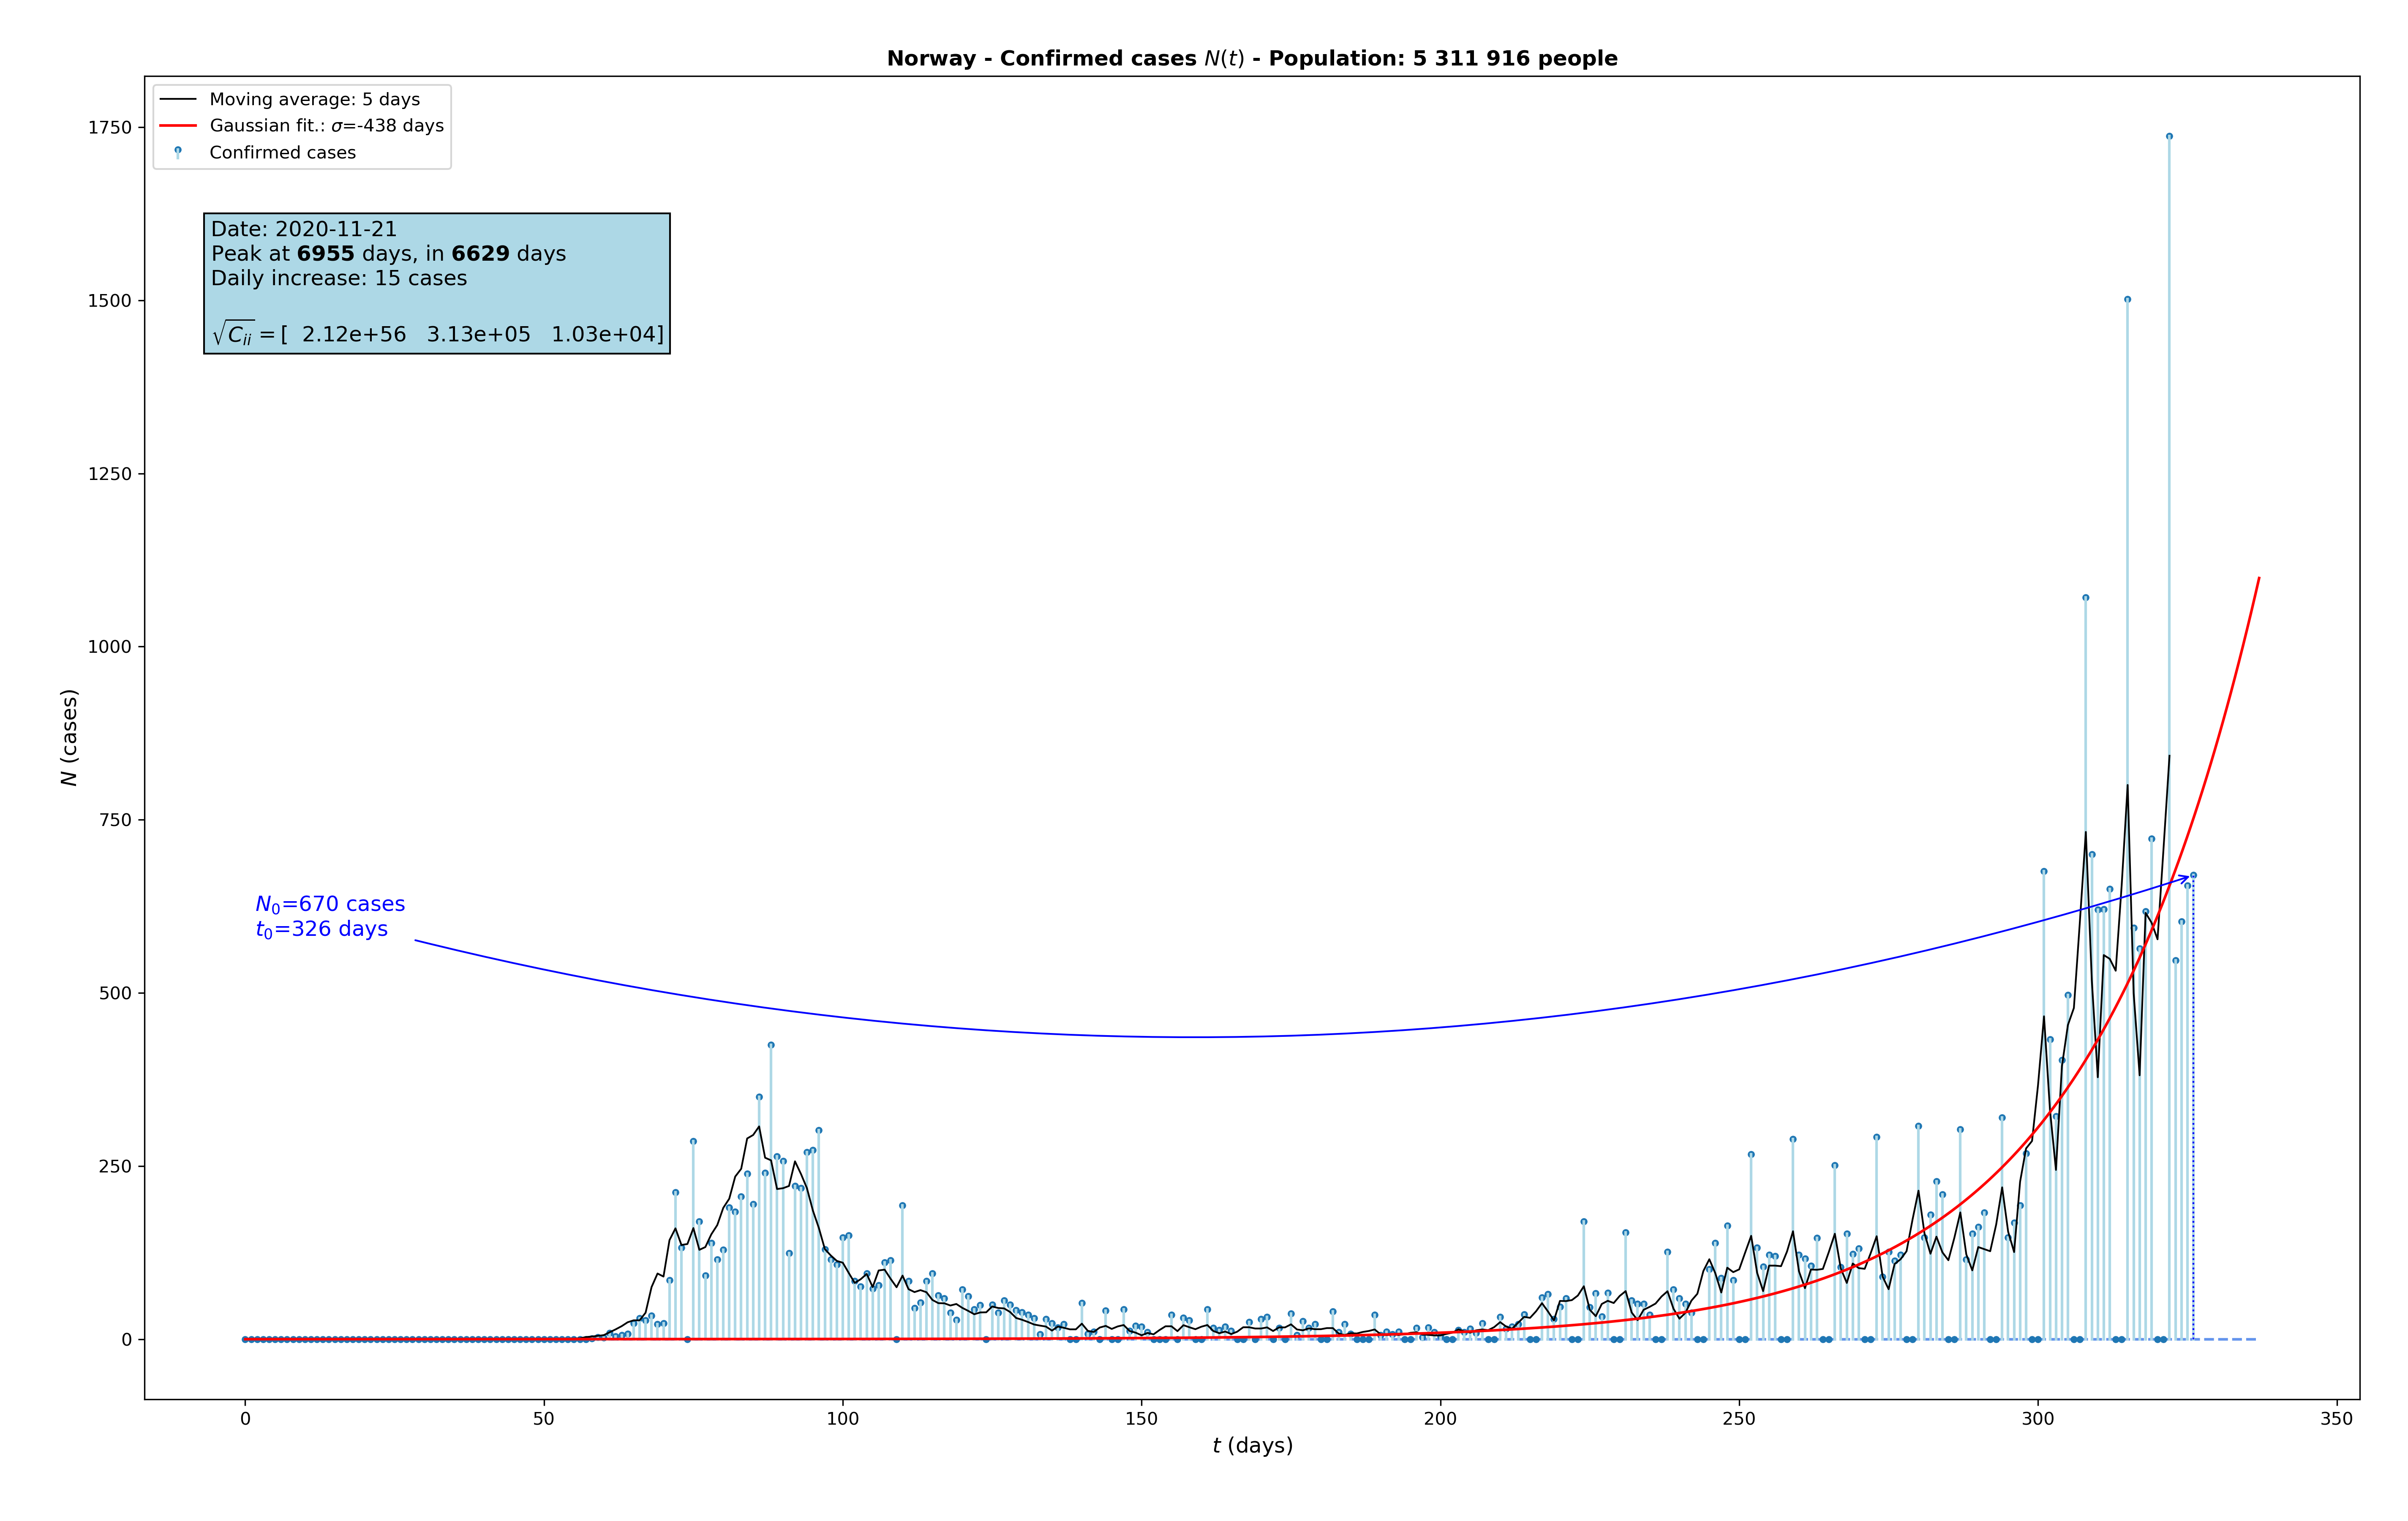 Norway - Confirmed cases N(t) - Population: 5 311 916 people
Moving average: 5 days
Gaussian fit.: σ=-438 days
Confirmed cases
Date: 2020-11-21
Peak at 6955 days, in 6629 days
Daily increase: 15 cases
√Cii = [ 2.12e+56 3.13e+05 1.03e+04]
N0=670 cases
t0=326 days
N (cases)
1750
1500
1250
1000
750
500
250
0
0 50 100 150 200 250 300 350
t (days)